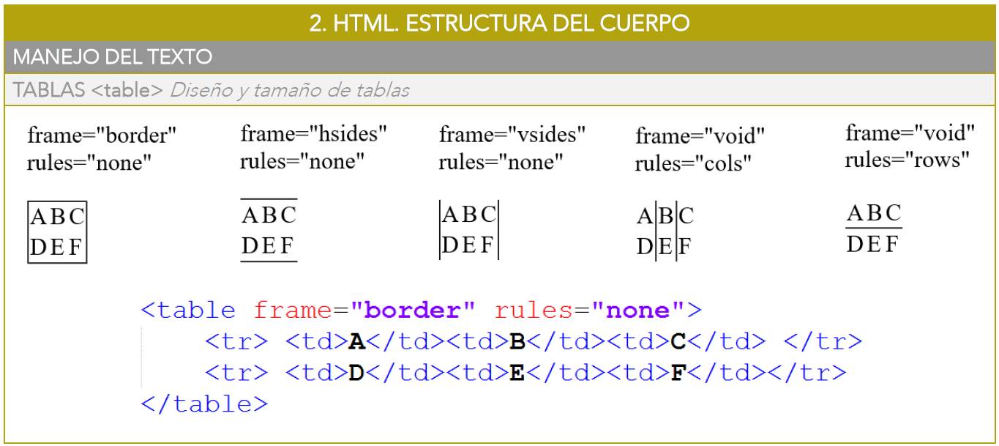 2. HTML. ESTRUCTURA DEL CUERPO
MANEJO DEL TEXTO
TABLAS <table> Diseño y tamaño de tablas
frame="border"
rules="none"
ABC
DEF
frame="hsides"
rules="none"
ABC
DEF
frame="vsides"
rules="none"
ABC
DEF
frame="void"
rules="cols"
A B C
D E F
frame="void"
rules="rows"
ABC
DEF
<table frame="border" rules="none">
<tr> <td>A</td><td>B</td><td>C</td> </tr>
<tr> <td>D</td><td>E</td><td>F</td></tr>
</table>